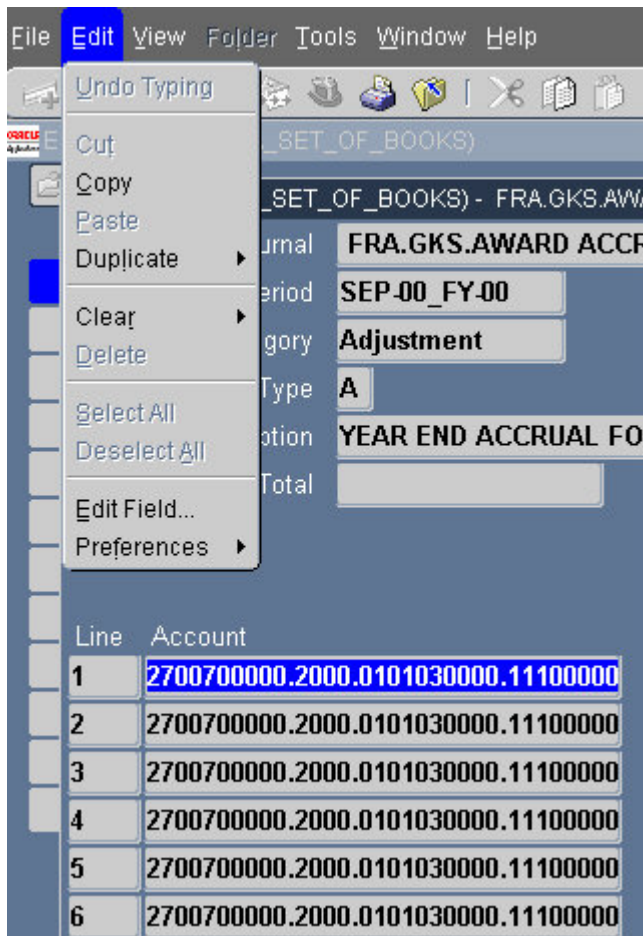 File Edit View Folder Tools Window Help
Undo Typing
Cut
Copy
Paste
Duplicate
Clear
Delete
Select All
Deselect All
Edit Field...
Preferences
ORACLE
E
_SET_OF_BOOKS)
_SET_OF_BOOKS) - FRA.GKS.AWA
urnal FRA.GKS.AWARD ACCR
eriod SEP-00_FY-00
gory Adjustment
Type A
ption YEAR END ACCRUAL FO
Total
Line Account
1 2700700000.2000.0101030000.11100000
2 2700700000.2000.0101030000.11100000
3 2700700000.2000.0101030000.11100000
4 2700700000.2000.0101030000.11100000
5 2700700000.2000.0101030000.11100000
6 2700700000.2000.0101030000.11100000